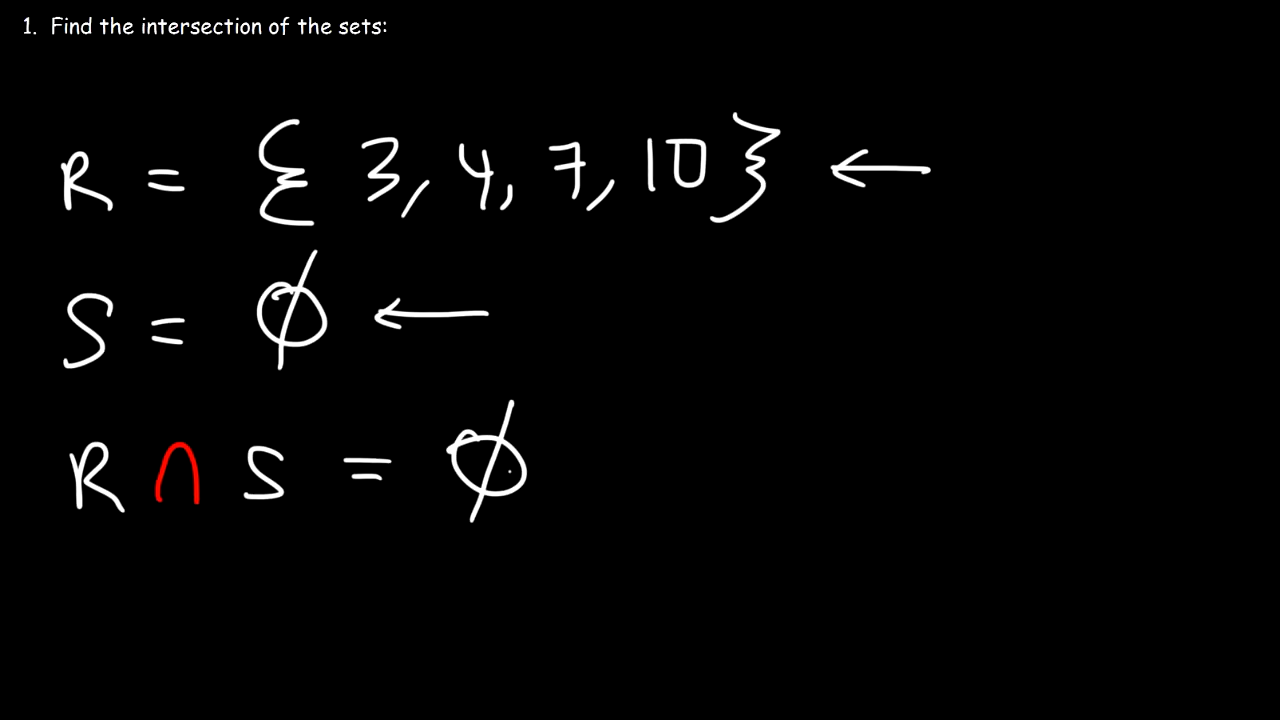 1. Find the intersection of the sets:
R = { 3, 4, 7, 10 } ←
S = ∅ ←
R ∩ S = ∅